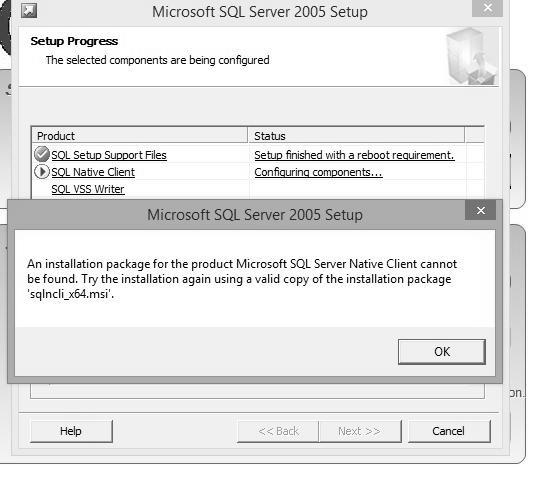 Microsoft SQL Server 2005 Setup
Setup Progress
The selected components are being configured
Product Status
SQL Setup Support Files Setup finished with a reboot requirement.
SQL Native Client Configuring components...
SQL VSS Writer
Microsoft SQL Server 2005 Setup
An installation package for the product Microsoft SQL Server Native Client cannot
be found. Try the installation again using a valid copy of the installation package
'sqlncli_x64.msi'.
OK
on.
Help << Back Next >> Cancel